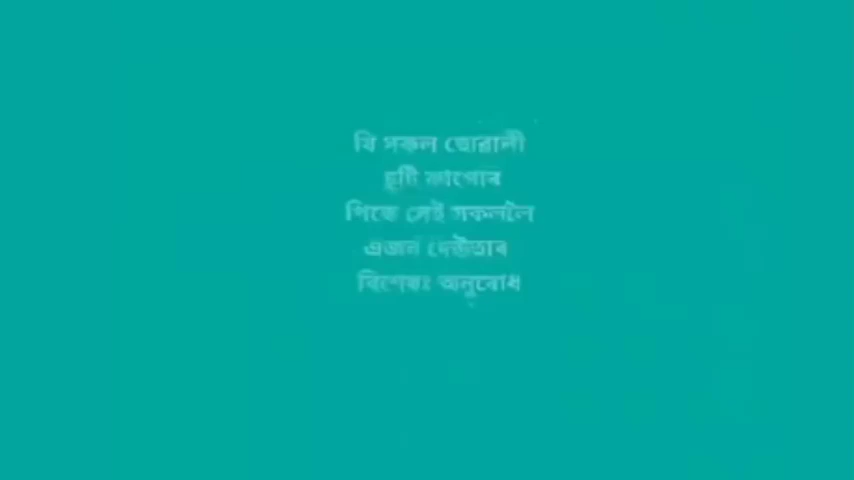 যি সকল ছোৱালী
চুটি কাপোৰ
পিন্ধে সেই সকললৈ
এজন দেউতাৰ
বিশেষঃ অনুৰোধ